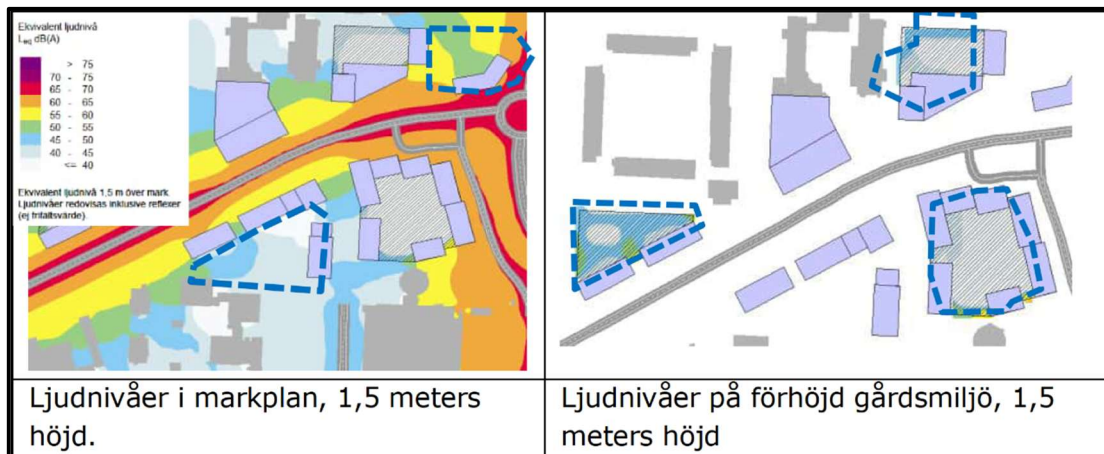 Ekvivalent ljudnivå
Leq dB(A)
> 75
70 - 75
65 - 70
60 - 65
55 - 60
50 - 55
45 - 50
40 - 45
<= 40
Ekvivalent ljudnivå 1,5 m över mark.
Ljudnivåer redovisas inklusive reflexer
(ej frifältsvärde).
Ljudnivåer i markplan, 1,5 meters
höjd.
Ljudnivåer på förhöjd gårdsmiljö, 1,5
meters höjd